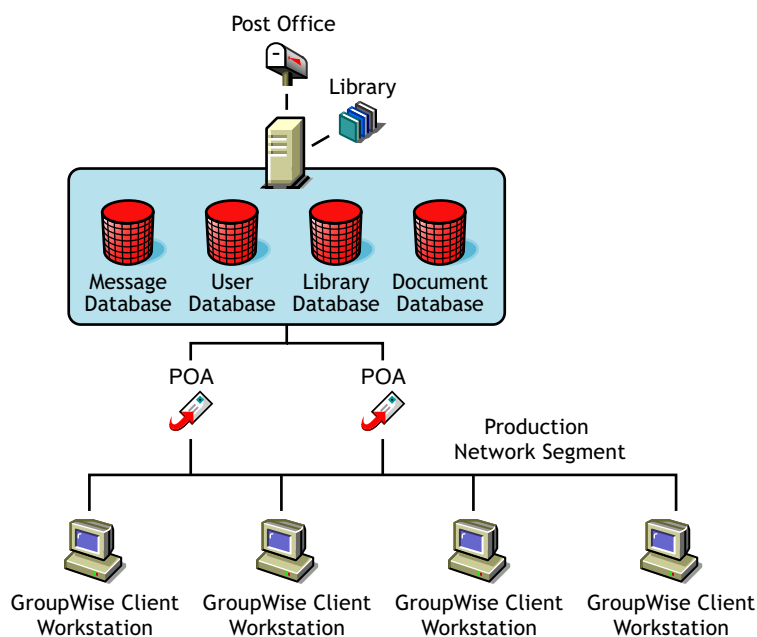 Post Office
Library
Message
Database
User
Database
Library
Database
Document
Database
POA
POA
Production
Network Segment
GroupWise Client
Workstation
GroupWise Client
Workstation
GroupWise Client
Workstation
GroupWise Client
Workstation